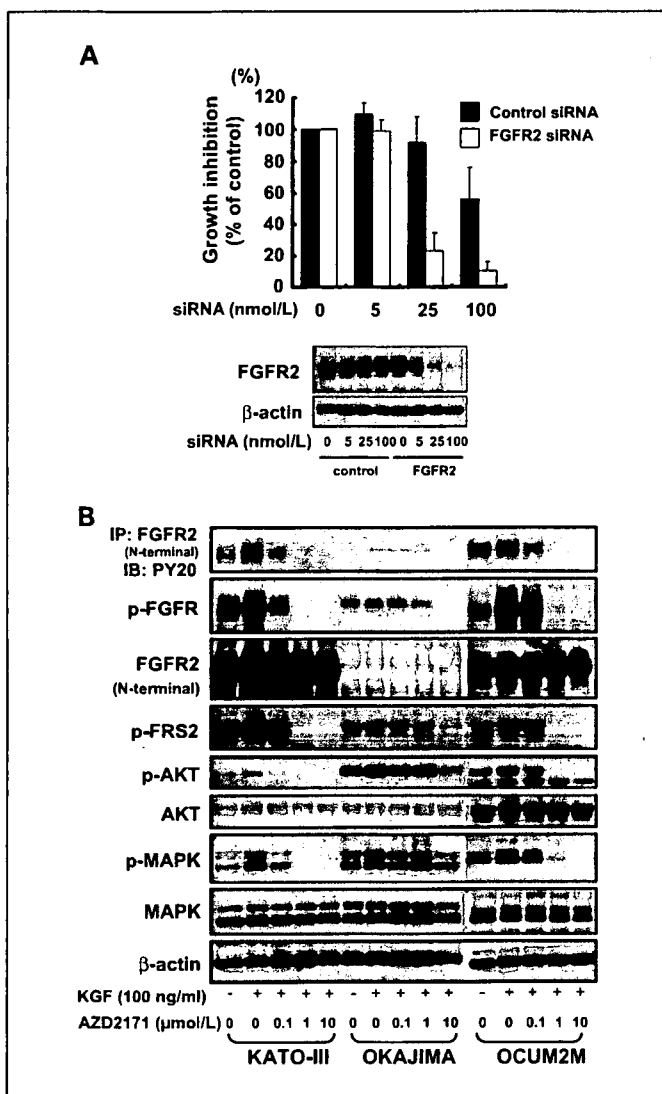 A
(%)
120
100
80
60
40
20
0
Growth inhibition
(% of control)
Control siRNA
FGFR2 siRNA
siRNA (nmol/L) 0 5 25 100
FGFR2
β-actin
siRNA (nmol/L) 0 5 25 100 0 5 25 100
control FGFR2
B
IP: FGFR2
(N-terminal)
IB: PY20
p-FGFR
FGFR2
(N-terminal)
p-FRS2
p-AKT
AKT
p-MAPK
MAPK
β-actin
KGF (100 ng/ml) - + + + + - + + + + - + + + +
AZD2171 (μmol/L) 0 0 0.1 1 10 0 0 0.1 1 10 0 0 0.1 1 10
KATO-III OKAJIMA OCUM2M